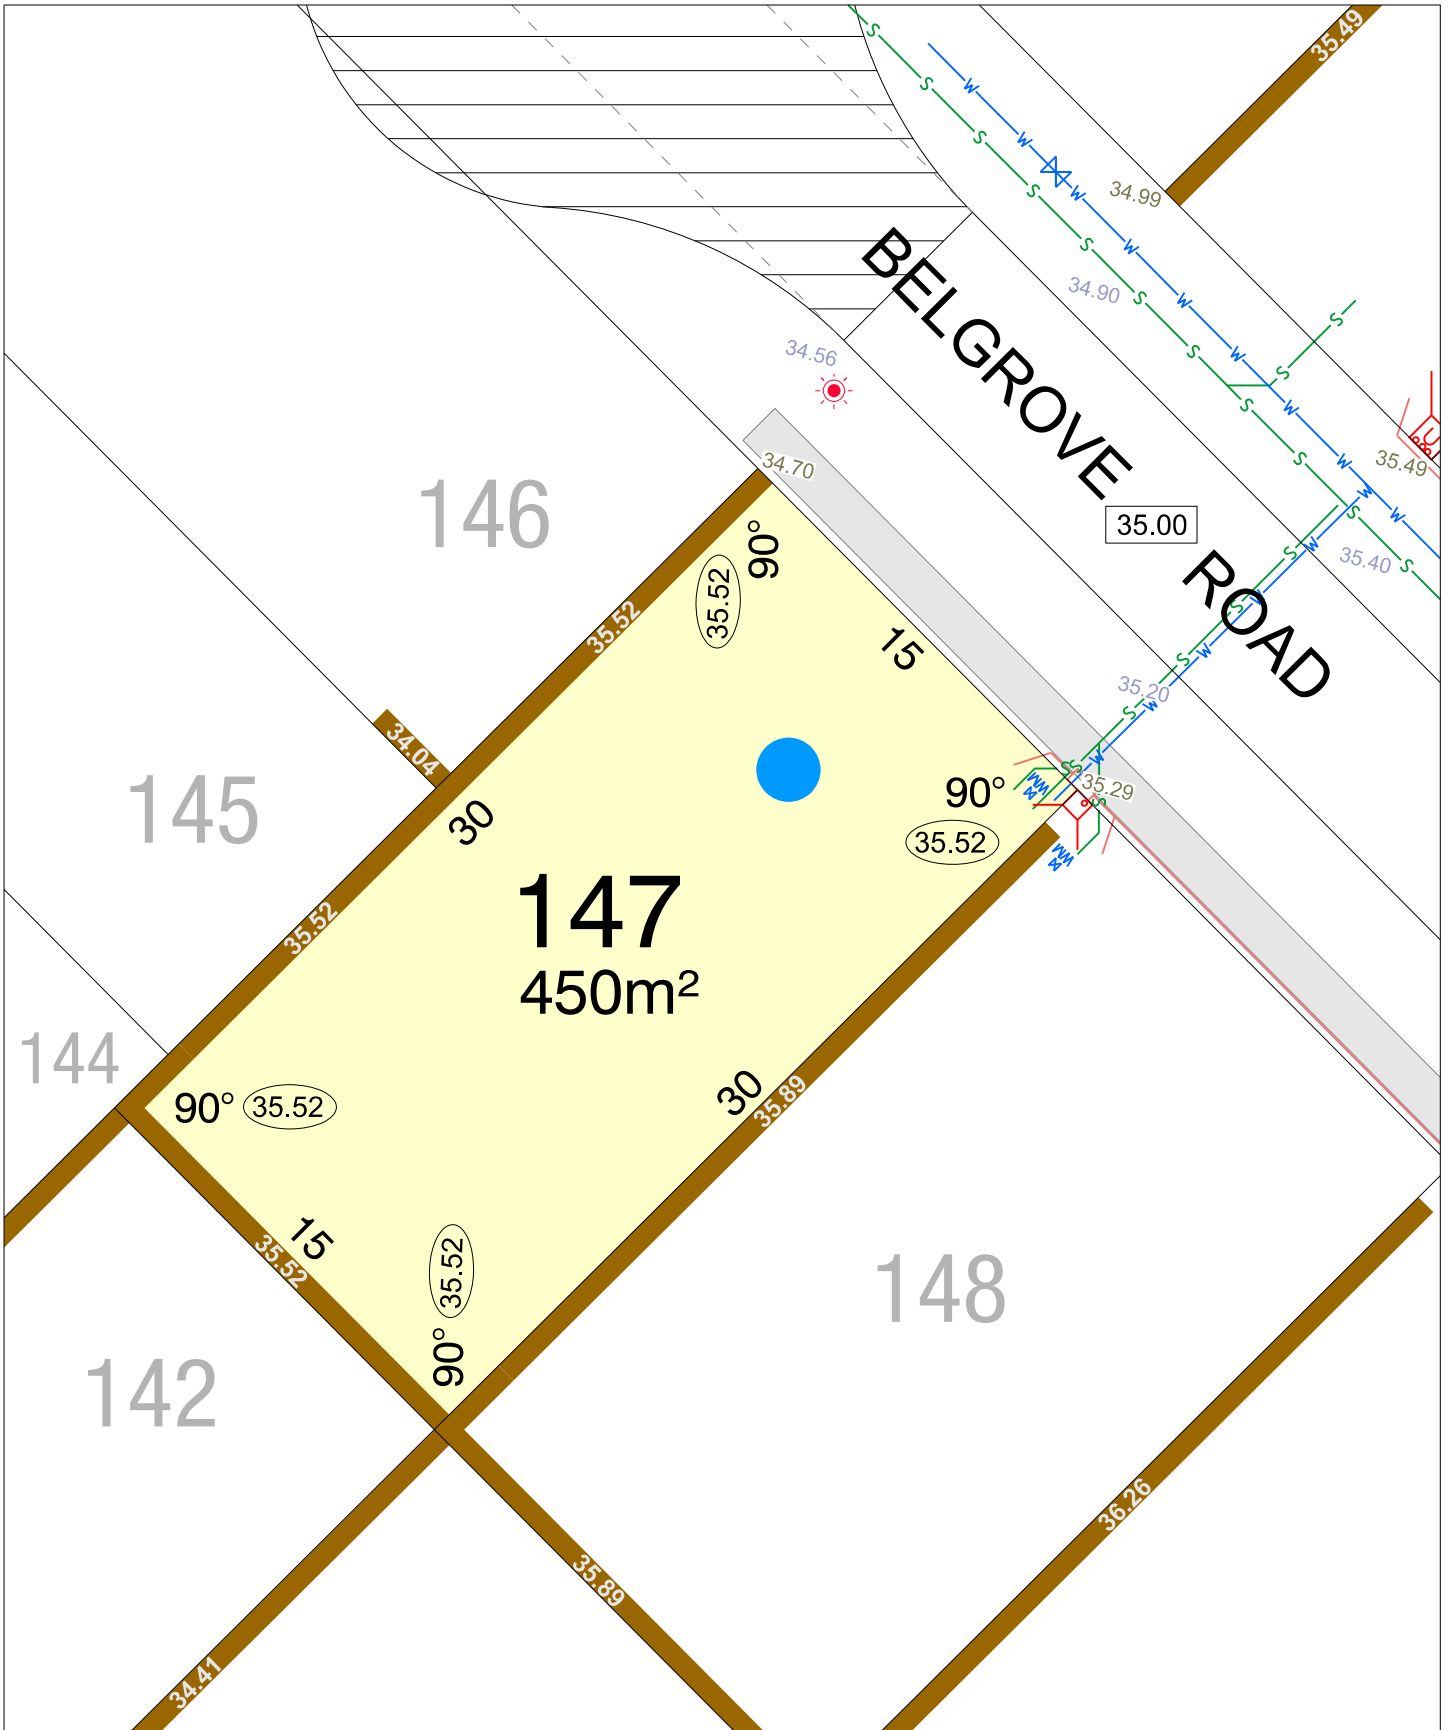 35.49
S
S
W
S
W
S
W
34.99
S
W
BELGROVE ROAD
34.90
S
W
S
34.56
S
W
S
S
W
34.70
S
W
35.49
146
W
S
W
35.00
90°
35.52
35.52
S
W
35.40
S
15
S
W
S
W
35.20
S
W
34.04
145
30
90°
S
S
W
WM
35.29
S
35.52
WM
147
450m²
35.52
144
90°
35.52
30
35.89
15
35.52
35.52
90°
148
142
36.26
35.89
34.41